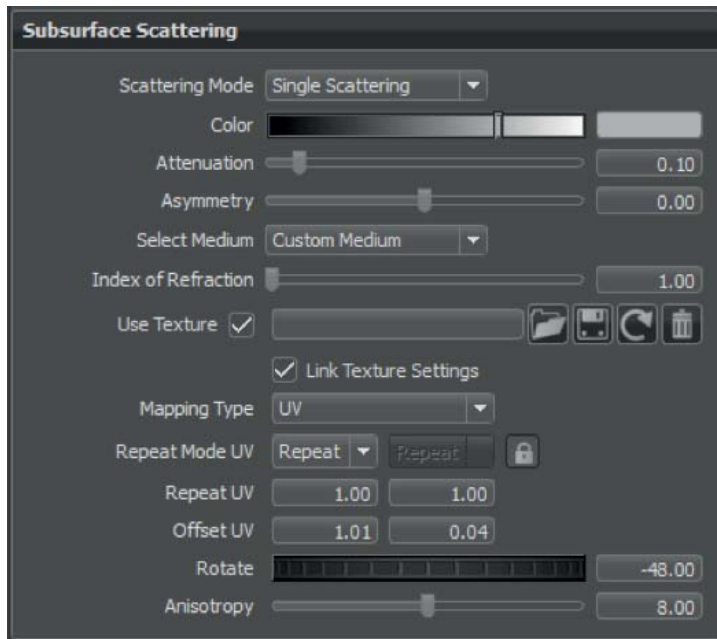 Subsurface Scattering
Scattering Mode Single Scattering
Color
Attenuation 0.10
Asymmetry 0.00
Select Medium Custom Medium
Index of Refraction 1.00
Use Texture
Link Texture Settings
Mapping Type UV
Repeat Mode UV Repeat Repeat
Repeat UV 1.00 1.00
Offset UV 1.01 0.04
Rotate -48.00
Anisotropy 8.00